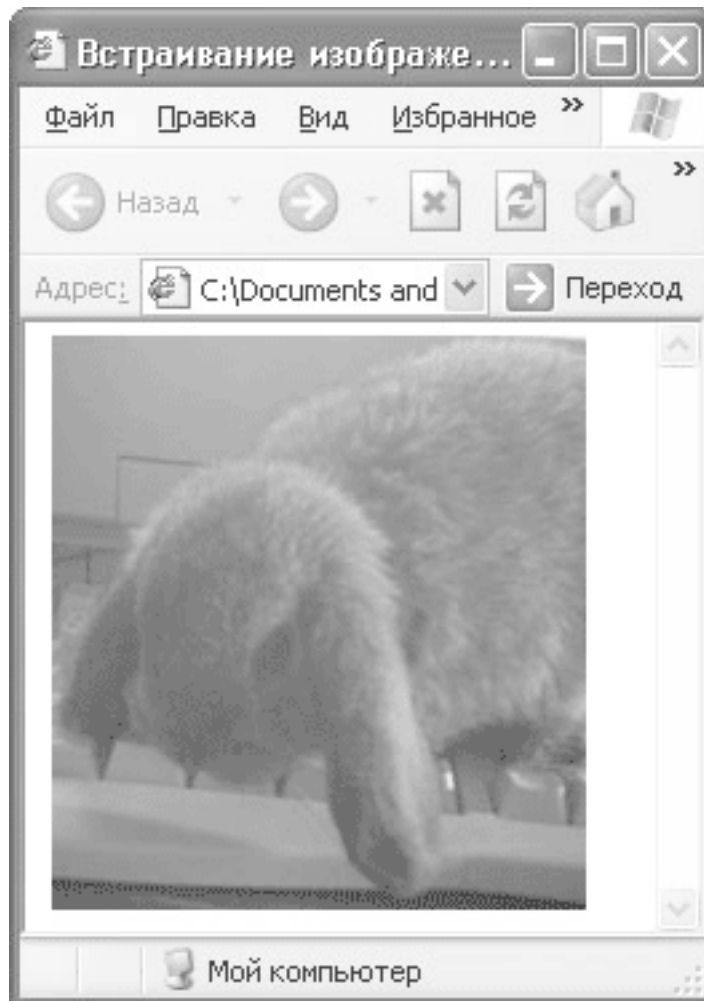 Встраивание изображе...
Файл Правка Вид Избранное »
Назад »
Адрес: C:\Documents and Переход
Мой компьютер